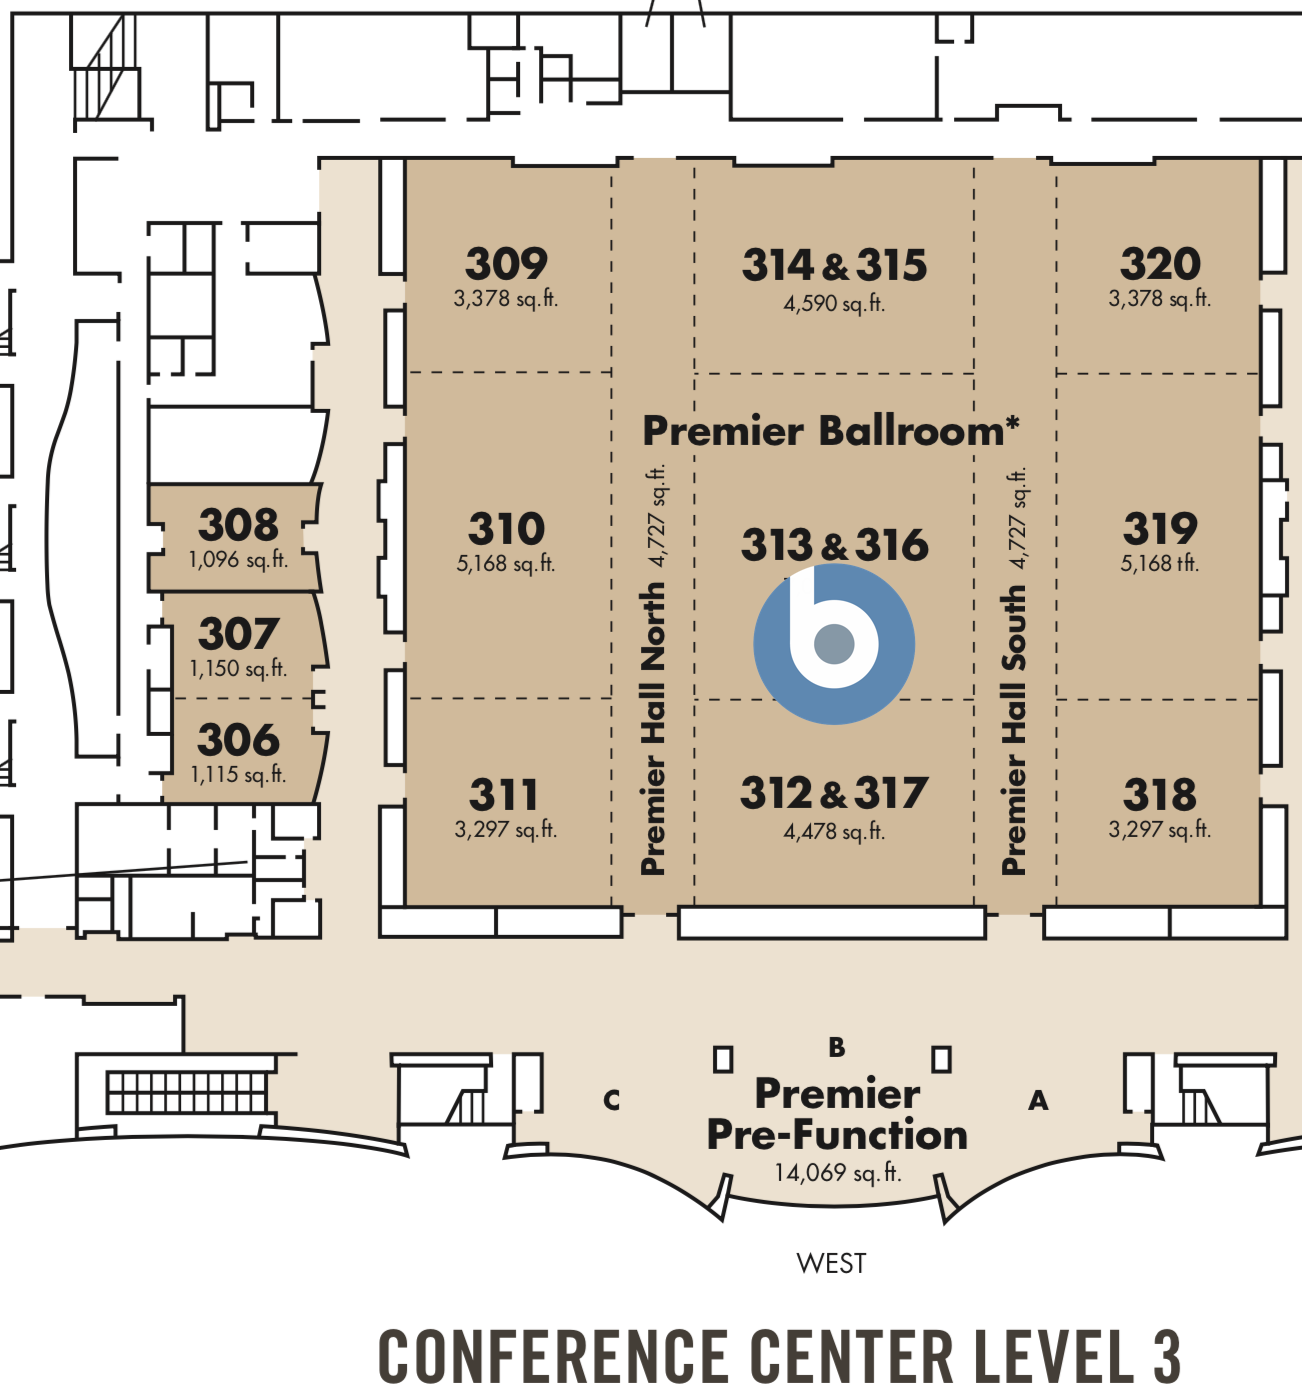 309
3,378 sq.ft.
314 & 315
4,590 sq.ft.
320
3,378 sq.ft.
Premier Ballroom*
308
1,096 sq.ft.
310
5,168 sq.ft.
Premier Hall North 4,727 sq.ft.
313 & 316
Premier Hall South 4,727 sq.ft.
319
5,168 tft.
307
1,150 sq.ft.
b
306
1,115 sq.ft.
311
3,297 sq.ft.
312 & 317
4,478 sq.ft.
318
3,297 sq.ft.
B
C
Premier
A
Pre-Function
14,069 sq.ft.
WEST
CONFERENCE CENTER LEVEL 3